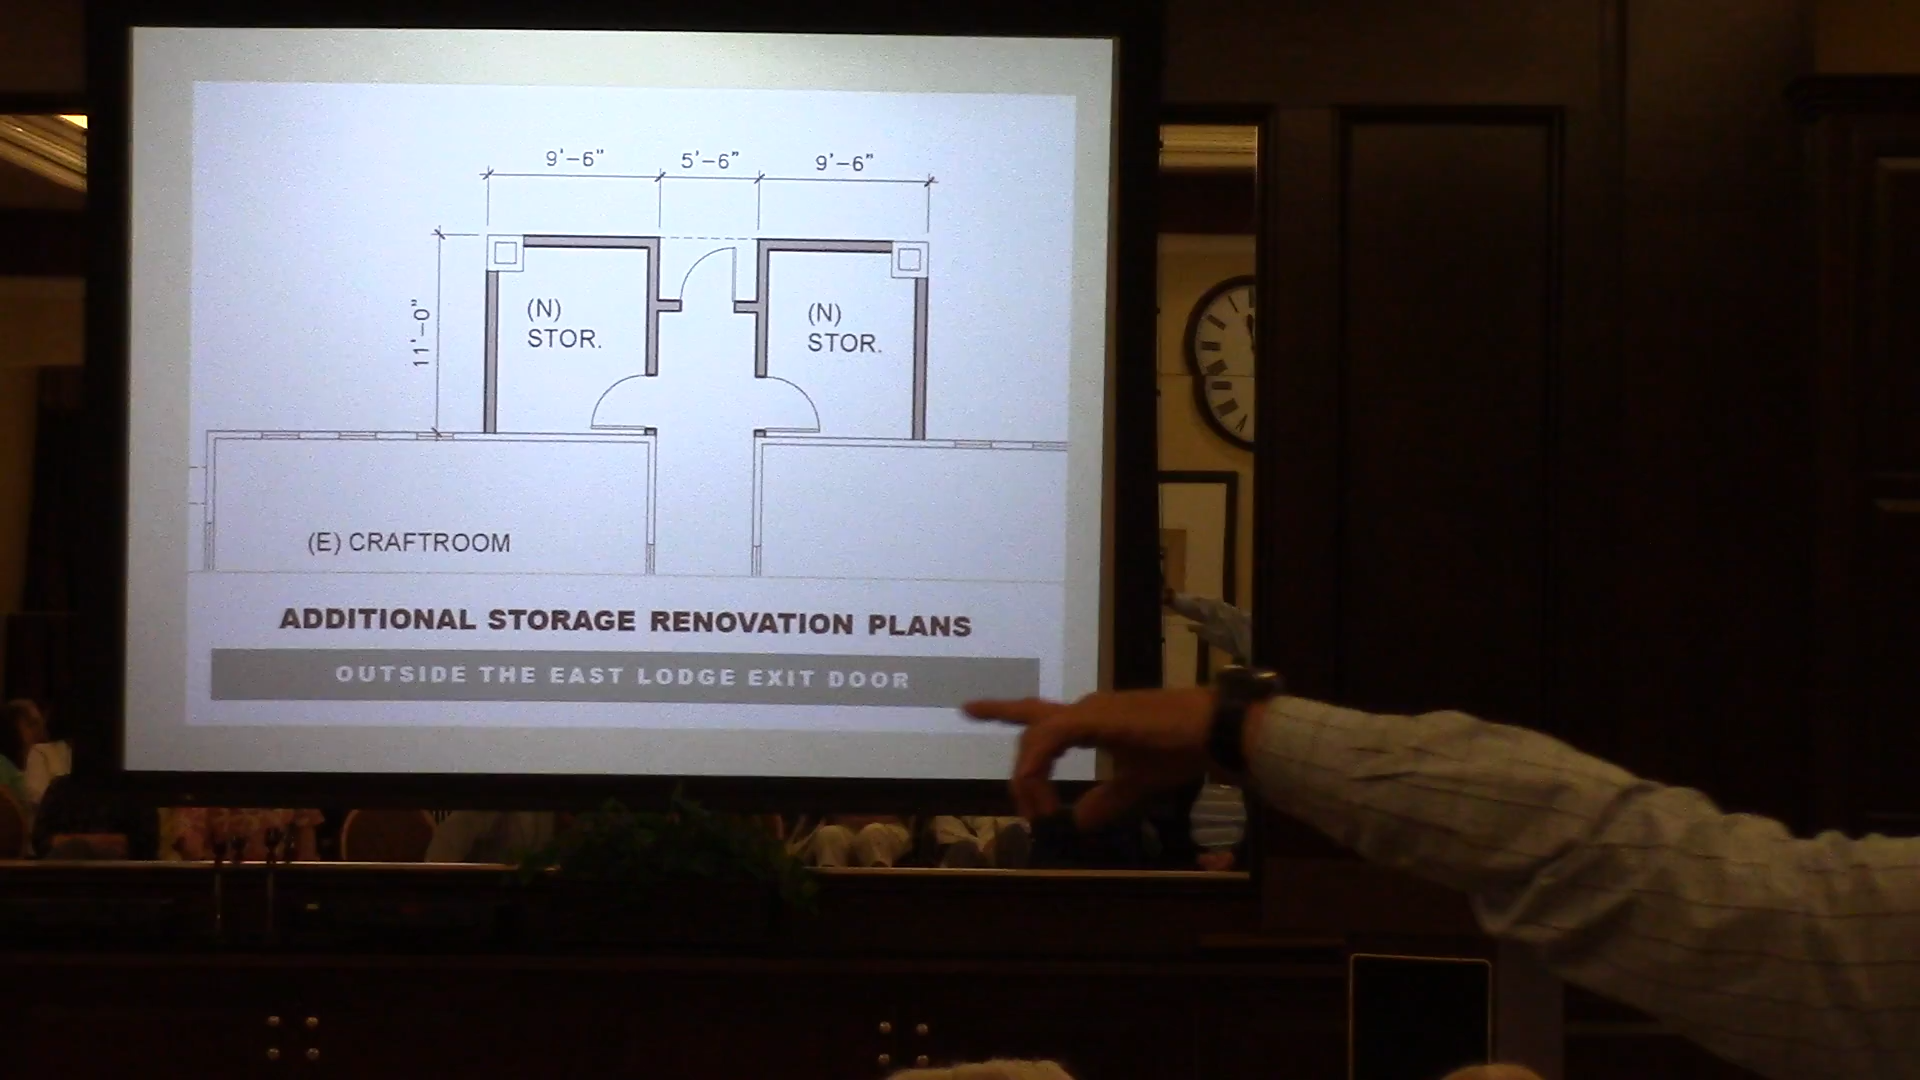 9'-6" 5'-6" 9'-6"
11'-0"
(N)
STOR.
(N)
STOR.
(E) CRAFTROOM
ADDITIONAL STORAGE RENOVATION PLANS
OUTSIDE THE EAST LODGE EXIT DOOR